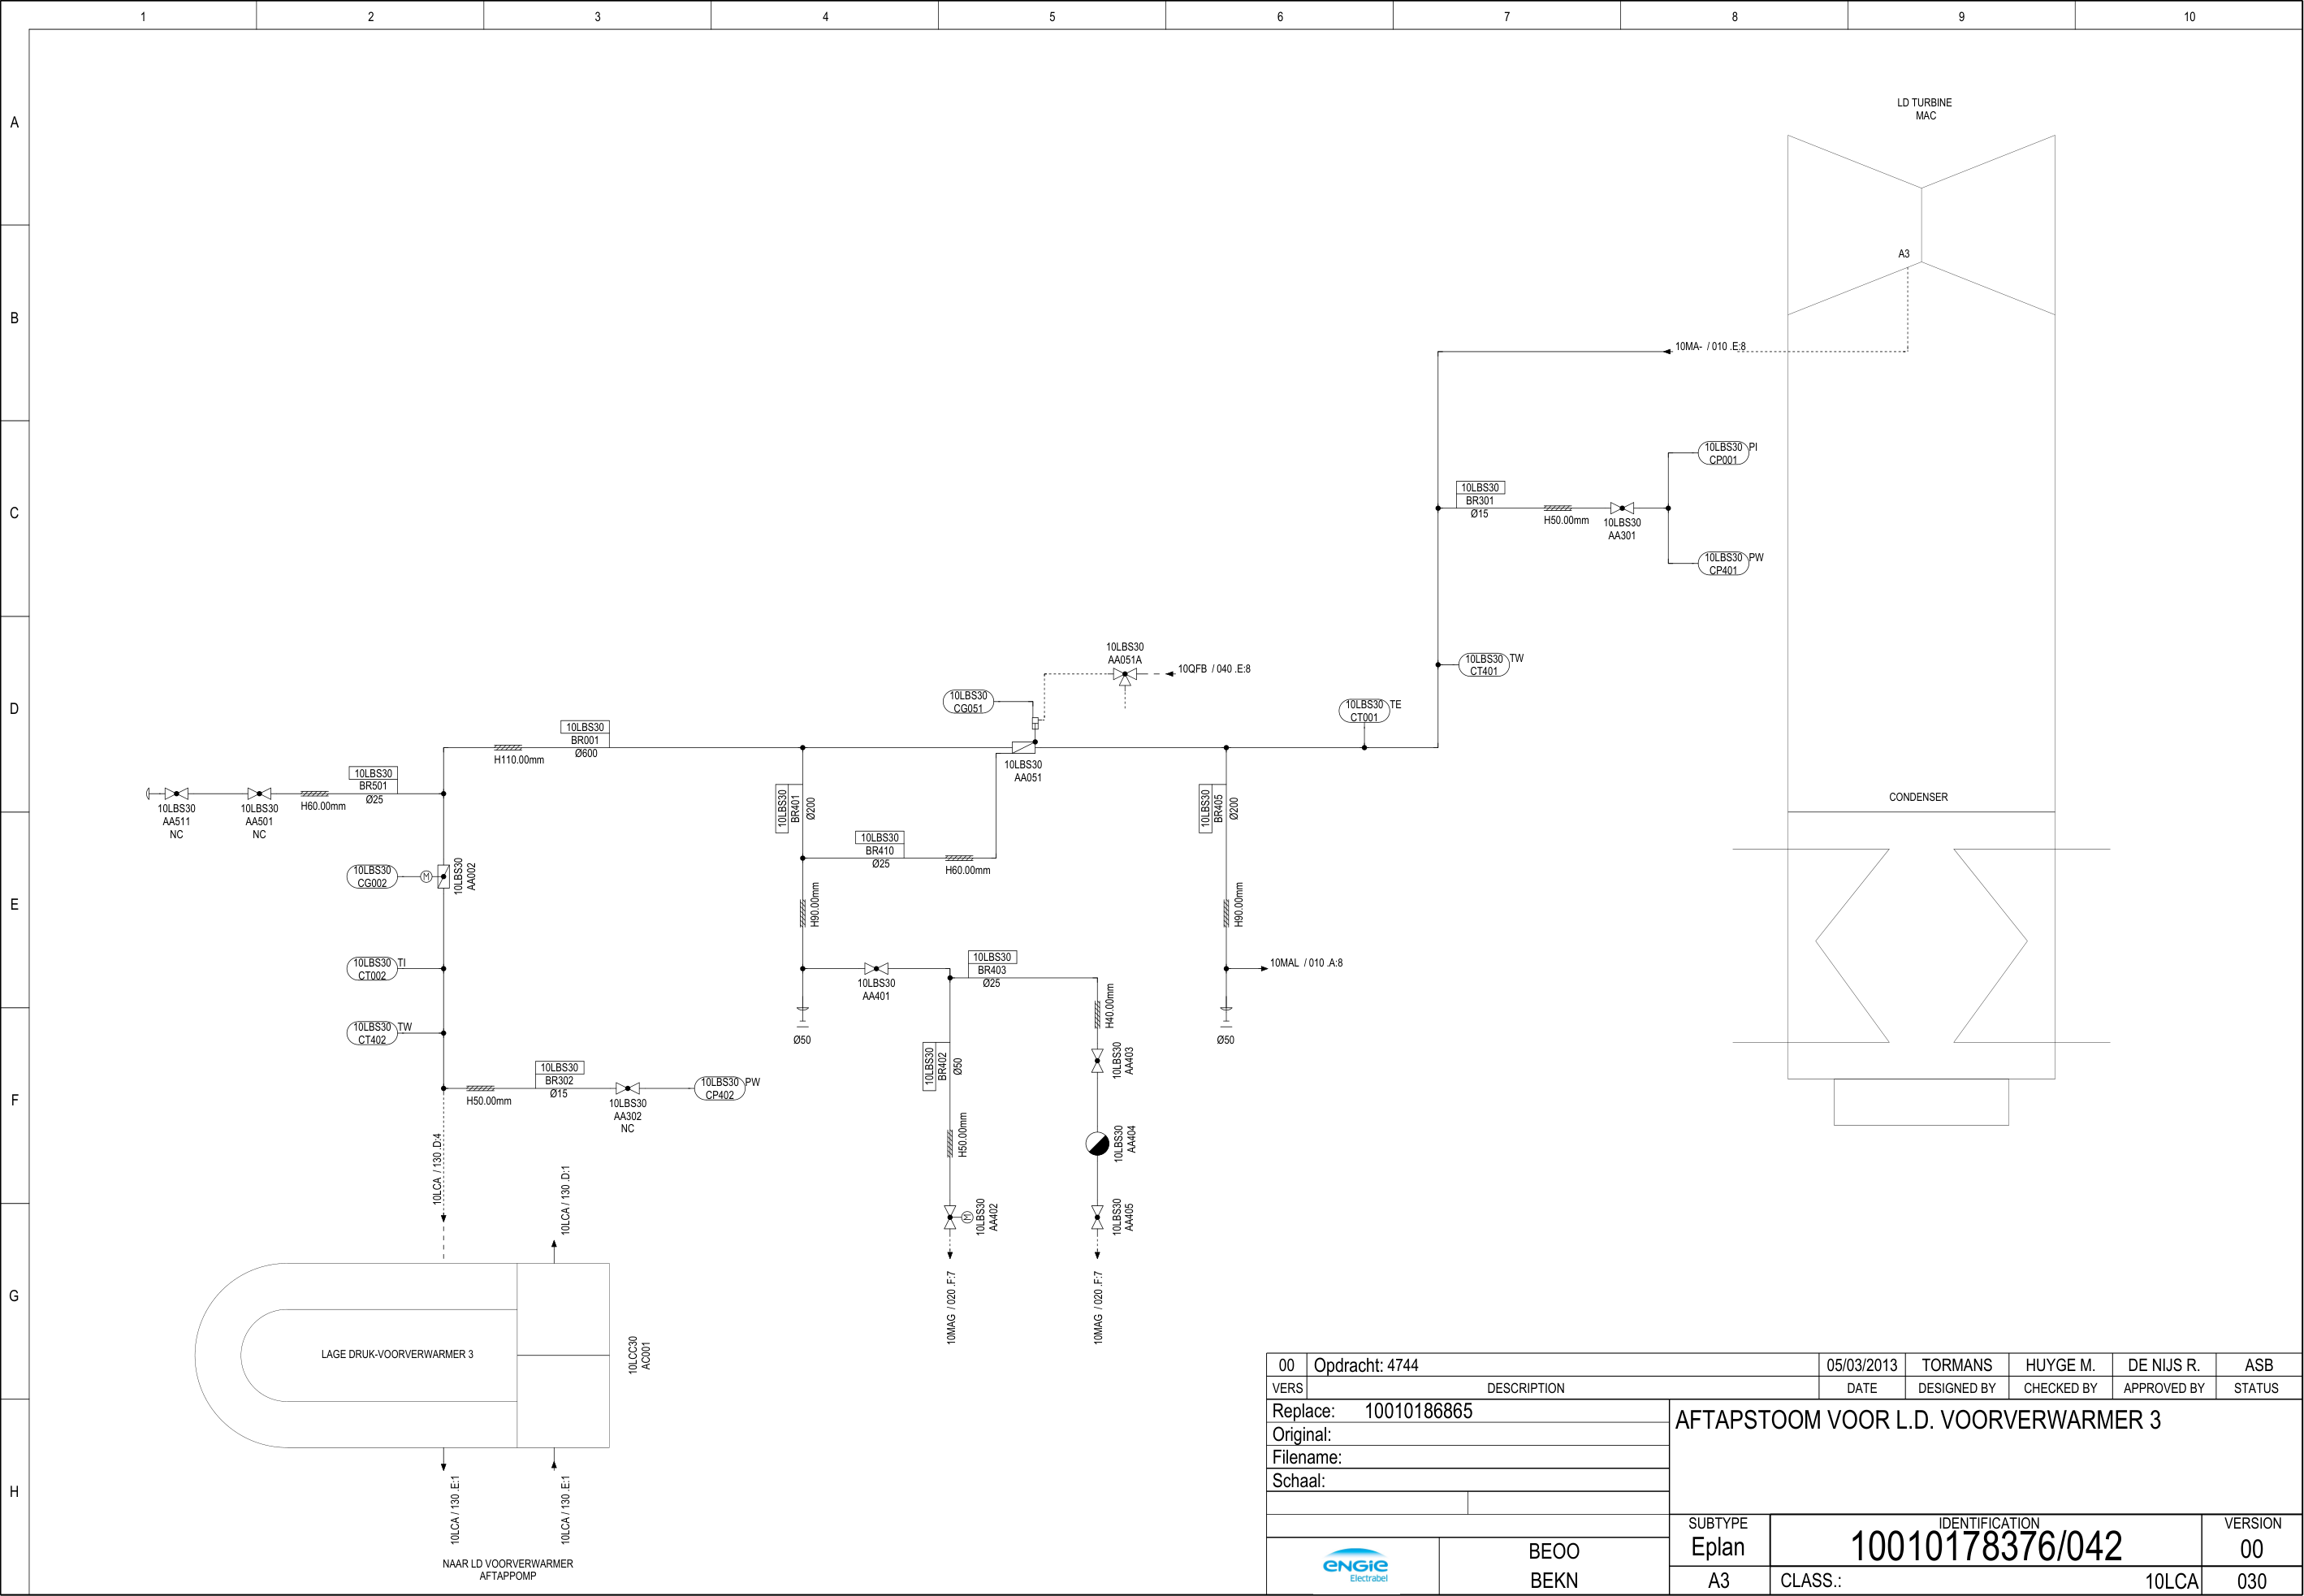 1 2 3 4 5 6 7 8 9 10
A
B
C
D
E
F
G
H
LD TURBINE
MAC
A3
10MA- / 010 .E:8
10LBS30 PI
CP001
10LBS30
BR301
Ø15
H50.00mm
10LBS30
AA301
10LBS30 PW
CP401
10LBS30
AA051A
10QFB / 040 .E:8
10LBS30 TW
CT401
10LBS30
CG051
10LBS30 TE
CT001
10LBS30
BR001
Ø600
H110.00mm
10LBS30
AA051
10LBS30
BR501
Ø25
H60.00mm
10LBS30
AA511
NC
10LBS30
AA501
NC
10LBS30
BR401
Ø200
10LBS30
BR405
Ø200
CONDENSER
10LBS30
BR410
Ø25
H60.00mm
10LBS30
CG002
M
10LBS30
AA002
H90.00mm
H90.00mm
10LBS30 TI
CT002
10LBS30
AA401
10LBS30
BR403
Ø25
10MAL / 010 .A:8
H40.00mm
10LBS30 TW
CT402
Ø50
Ø50
10LBS30
BR402
Ø50
10LBS30
AA403
10LBS30
BR302
Ø15
H50.00mm
10LBS30
AA302
NC
10LBS30 PW
CP402
H50.00mm
10LBS30
AA404
10LCA / 130 .D:4
10LCA / 130 .D:1
M
10LBS30
AA402
10LBS30
AA405
10MAG / 020 .F:7
10MAG / 020 .F:7
LAGE DRUK-VOORVERWARMER 3
10LCC30
AC001
10LCA / 130 .E:1
10LCA / 130 .E:1
NAAR LD VOORVERWARMER
AFTAPPOMP
00 Opdracht: 4744 05/03/2013 TORMANS HUYGE M. DE NIJS R. ASB
VERS DESCRIPTION DATE DESIGNED BY CHECKED BY APPROVED BY STATUS
Replace: 10010186865
Original:
Filename:
Schaal:
AFTAPSTOOM VOOR L.D. VOORVERWARMER 3
ENGIE
Electrabel
BEOO
BEKN
SUBTYPE IDENTIFICATION VERSION
Eplan 10010178376/042 00
A3 CLASS.: 10LCA 030